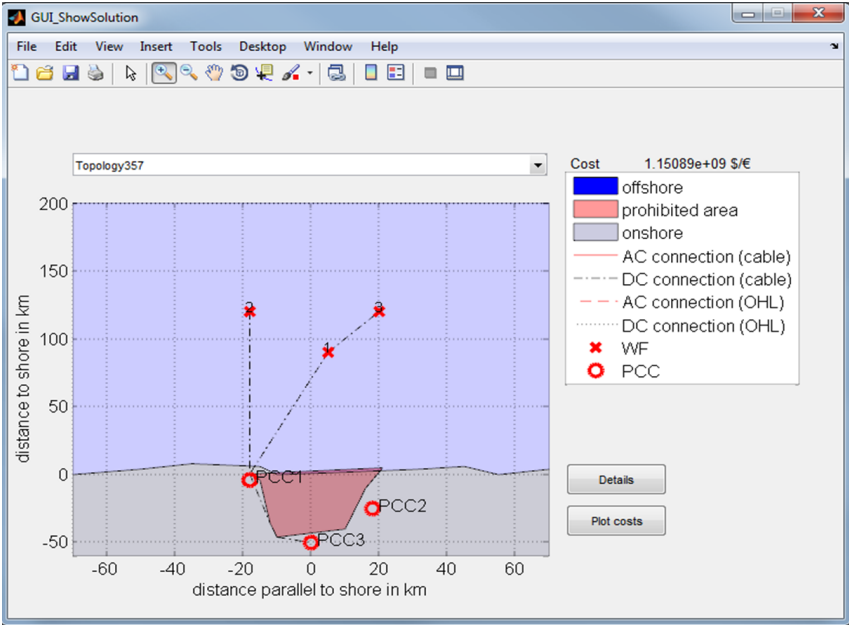 GUI_ShowSolution
File Edit View Insert Tools Desktop Window Help
Topology357
Cost 1.15089e+09 $/€
offshore
prohibited area
onshore
AC connection (cable)
DC connection (cable)
AC connection (OHL)
DC connection (OHL)
WF
PCC
200
150
100
50
0
-50
distance to shore in km
1
PCC1
PCC2
PCC3
-60 -40 -20 0 20 40 60
distance parallel to shore in km
Details
Plot costs